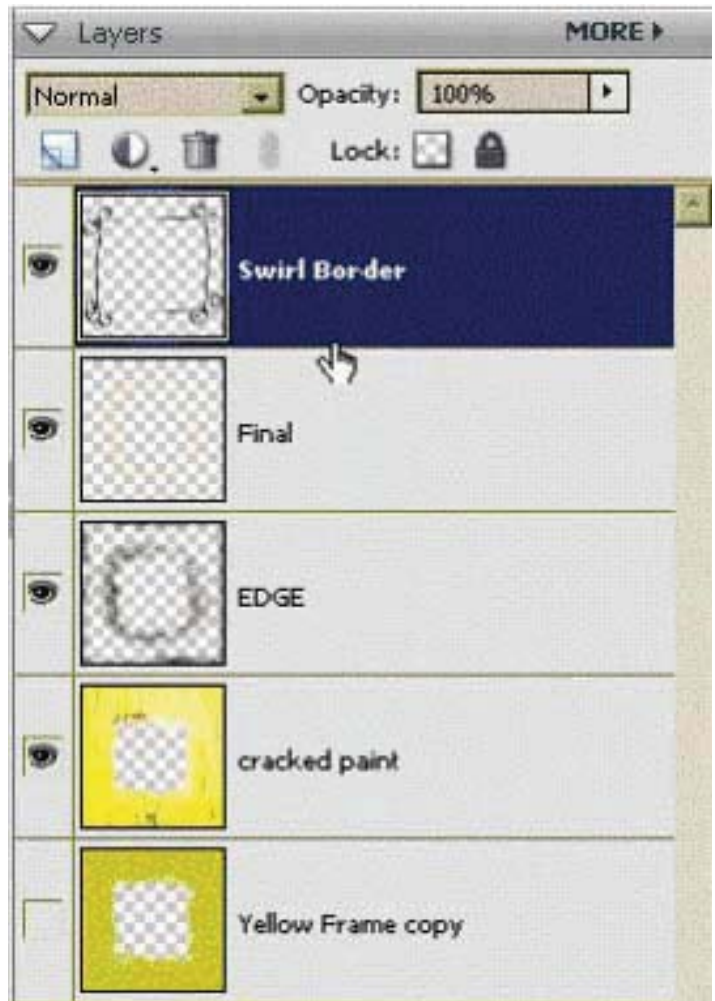 Layers MORE
Normal Opacity: 100%
Lock:
Swirl Border
Final
EDGE
cracked paint
Yellow Frame copy